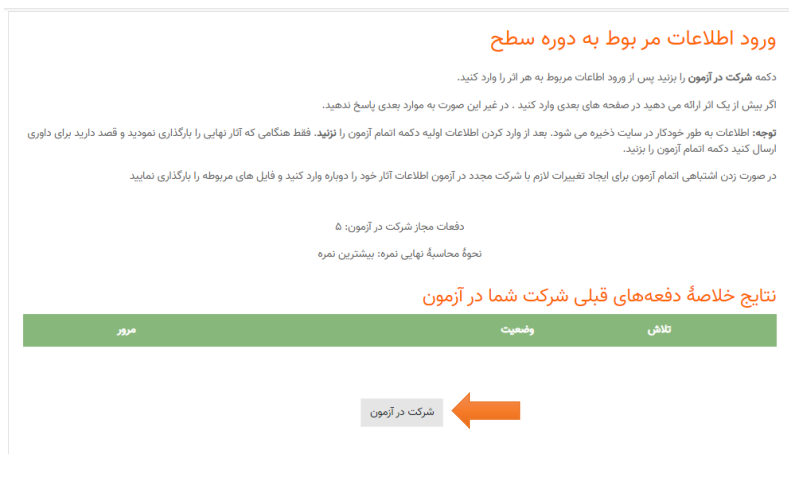 ورود اطلاعات مر بوط به دوره سطح
دکمه شرکت در آزمون را بزنید پس از ورود اطاعات مربوط به هر اثر را وارد کنید.
اگر بیش از یک اثر ارائه می دهید در صفحه های بعدی وارد کنید . در غیر این صورت به موارد بعدی پاسخ ندهید.
توجه: اطلاعات به طور خودکار در سایت ذخیره می شود. بعد از وارد کردن اطلاعات اولیه دکمه اتمام آزمون را نزنید. فقط هنگامی که آثار نهایی را بارگذاری نمودید و قصد دارید برای داوری
ارسال کنید دکمه اتمام آزمون را بزنید.
در صورت زدن اشتباهی اتمام آزمون برای ایجاد تغییرات لازم با شرکت مجدد در آزمون اطلاعات آثار خود را دوباره وارد کنید و فایل های مربوطه را بارگذاری نمایید
دفعات مجاز شرکت در آزمون: ۵
نحوهٔ محاسبهٔ نهایی نمره: بیشترین نمره
نتایج خلاصهٔ دفعه‌های قبلی شرکت شما در آزمون
تلاش وضعیت مرور
شرکت در آزمون